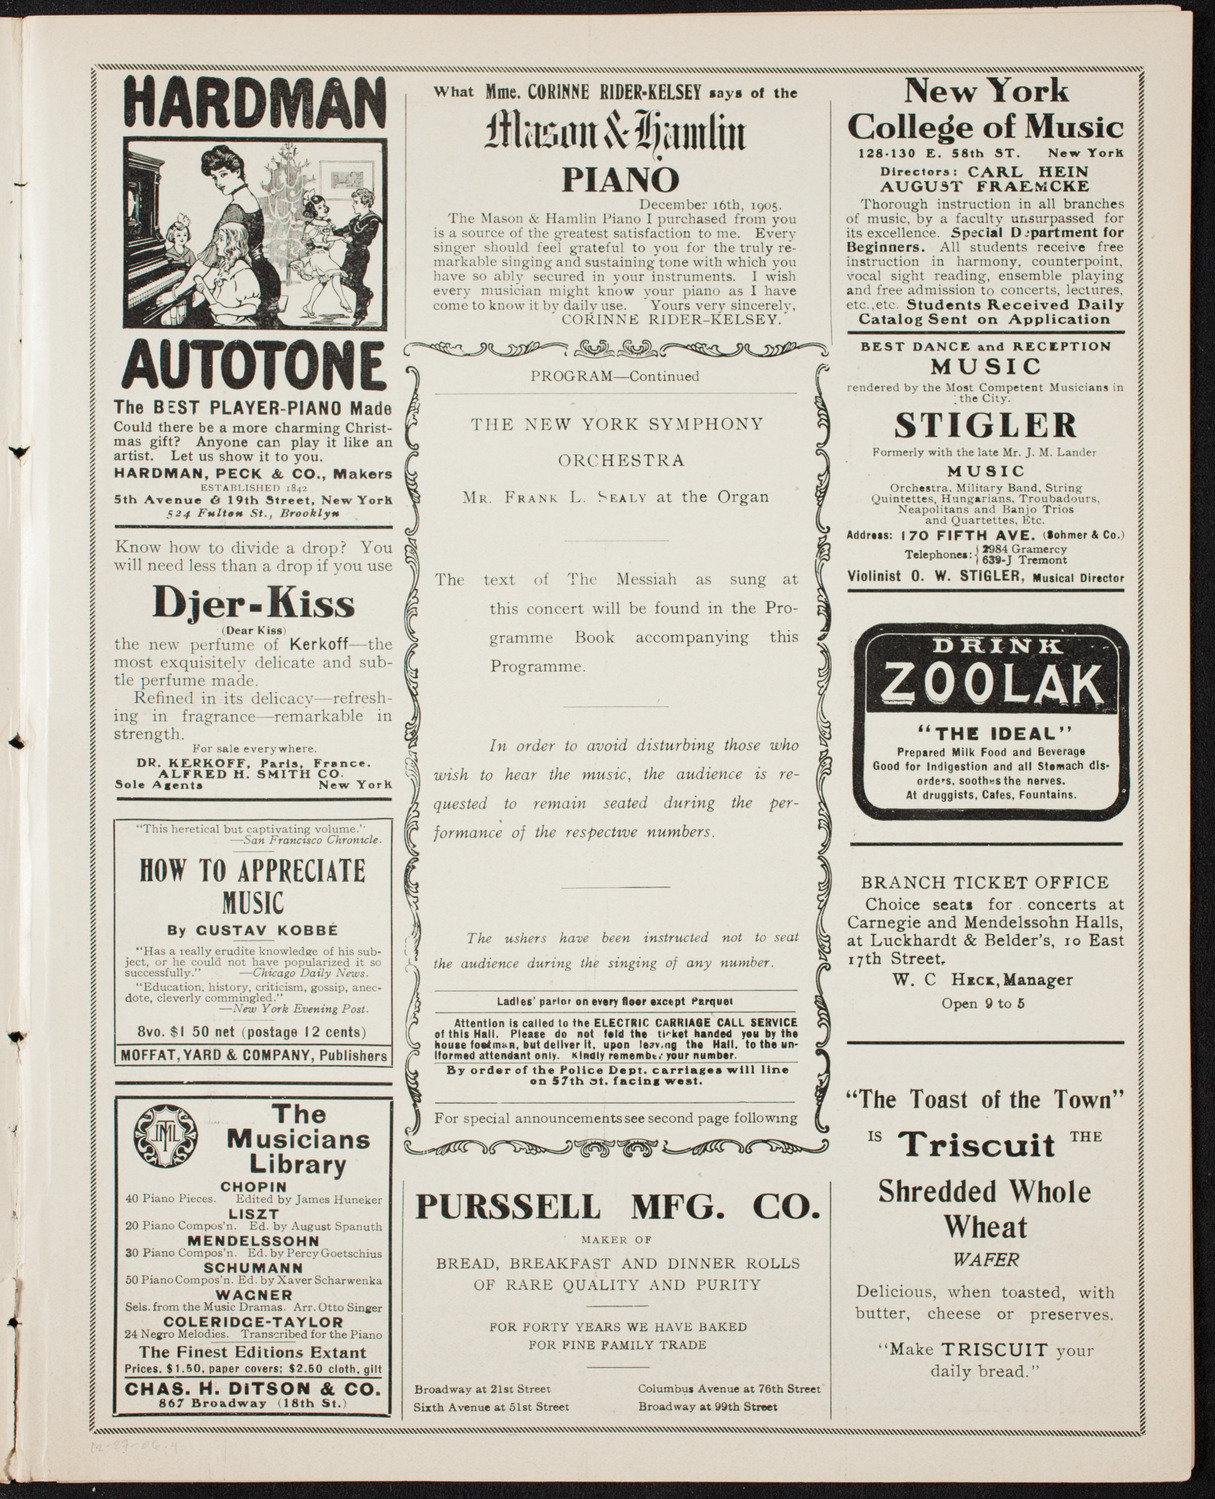 HARDMAN
AUTOTONE
The BEST PLAYER-PIANO Made
Could there be a more charming Christ-
mas gift? Anyone can play it like an
artist. Let us show it to you.
HARDMAN, PECK & CO., Makers
ESTABLISHED 1842
5th Avenue & 19th Street, New York
524 Fulton St., Brooklyn
Know how to divide a drop? You
will need less than a drop if you use
Djer-Kiss
(Dear Kiss)
the new perfume of Kerkoff—the
most exquisitely delicate and sub-
tle perfume made.
Refined in its delicacy—refresh-
ing in fragrance—remarkable in
strength.
For sale everywhere.
DR. KERKOFF, Paris, France.
ALFRED H. SMITH CO.
Sole Agents New York
"This heretical but captivating volume."
—San Francisco Chronicle.
HOW TO APPRECIATE
MUSIC
By GUSTAV KOBBÉ
"Has a really erudite knowledge of his sub-
ject, or he could not have popularized it so
successfully." —Chicago Daily News.
"Education, history, criticism, gossip, anec-
dote, cleverly commingled."
—New York Evening Post.
8vo. $1 50 net (postage 12 cents)
MOFFAT, YARD & COMPANY, Publishers
The
Musicians
Library
CHOPIN
40 Piano Pieces. Edited by James Huneker
LISZT
20 Piano Compos'n. Ed. by August Spanuth
MENDELSSOHN
30 Piano Compos'n. Ed. by Percy Goetschius
SCHUMANN
50 Piano Compos'n. Ed. by Xaver Scharwenka
WAGNER
Sels. from the Music Dramas. Arr. Otto Singer
COLERIDGE-TAYLOR
24 Negro Melodies. Transcribed for the Piano
The Finest Editions Extant
Prices, $1.50, paper covers; $2.50 cloth, gilt
CHAS. H. DITSON & CO.
867 Broadway (18th St.)
What Mme. CORINNE RIDER-KELSEY says of the
Mason & Hamlin
PIANO
December 16th, 1905.
The Mason & Hamlin Piano I purchased from you
is a source of the greatest satisfaction to me. Every
singer should feel grateful to you for the truly re-
markable singing and sustaining tone with which you
have so ably secured in your instruments. I wish
every musician might know your piano as I have
come to know it by daily use. Yours very sincerely,
CORINNE RIDER-KELSEY.
PROGRAM—Continued
THE NEW YORK SYMPHONY
ORCHESTRA
MR. FRANK L. SEALY at the Organ
The text of The Messiah as sung at
this concert will be found in the Pro-
gramme Book accompanying this
Programme.
In order to avoid disturbing those who
wish to hear the music, the audience is re-
quested to remain seated during the per-
formance of the respective numbers.
The ushers have been instructed not to seat
the audience during the singing of any number.
Ladies' parlor on every floor except Parquet
Attention is called to the ELECTRIC CARRIAGE CALL SERVICE
of this Hall. Please do not fold the ticket handed you by the
house footman, but deliver it, upon leaving the Hall, to the un-
iformed attendant only. Kindly remember your number.
By order of the Police Dept. carriages will line
on 57th St. facing west.
For special announcements see second page following
PURSSELL MFG. CO.
MAKER OF
BREAD, BREAKFAST AND DINNER ROLLS
OF RARE QUALITY AND PURITY
FOR FORTY YEARS WE HAVE BAKED
FOR FINE FAMILY TRADE
Broadway at 21st Street Columbus Avenue at 76th Street
Sixth Avenue at 51st Street Broadway at 99th Street
New York
College of Music
128-130 E. 58th ST. New York
Directors: CARL HEIN
AUGUST FRAEMCKE
Thorough instruction in all branches
of music, by a faculty unsurpassed for
its excellence. Special Department for
Beginners. All students receive free
instruction in harmony, counterpoint,
vocal sight reading, ensemble playing
and free admission to concerts, lectures,
etc., etc. Students Received Daily
Catalog Sent on Application
BEST DANCE and RECEPTION
MUSIC
rendered by the Most Competent Musicians in
the City.
STIGLER
Formerly with the late Mr. J. M. Lander
MUSIC
Orchestra, Military Band, String
Quintettes, Hungarians, Troubadours,
Neapolitans and Banjo Trios
and Quartettes, Etc.
Address: 170 FIFTH AVE. (Sohmer & Co.)
Telephones: { 2984 Gramercy
639-J Tremont
Violinist O. W. STIGLER, Musical Director
DRINK
ZOOLAK
"THE IDEAL"
Prepared Milk Food and Beverage
Good for Indigestion and all Stomach dis-
orders, soothes the nerves.
At druggists, Cafes, Fountains.
BRANCH TICKET OFFICE
Choice seats for concerts at
Carnegie and Mendelssohn Halls,
at Luckhardt & Belder's, 10 East
17th Street.
W. C HECK, Manager
Open 9 to 5
"The Toast of the Town"
IS Triscuit THE
Shredded Whole
Wheat
WAFER
Delicious, when toasted, with
butter, cheese or preserves.
"Make TRISCUIT your
daily bread."